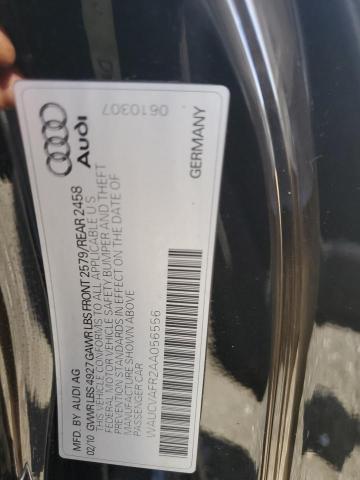 Audi
MFD. BY AUDI AG
02/10 GVWR LBS 4927 GAWR LBS FRONT 2579/REAR 2458
THIS VEHICLE CONFORMS TO ALL APPLICABLE U S
FEDERAL MOTOR VEHICLE SAFETY BUMPER AND THEFT
PREVENTION STANDARDS IN EFFECT ON THE DATE OF
MANUFACTURE SHOWN ABOVE
PASSENGER CAR
WAUCVAFR2AA056556
GERMANY
0610307